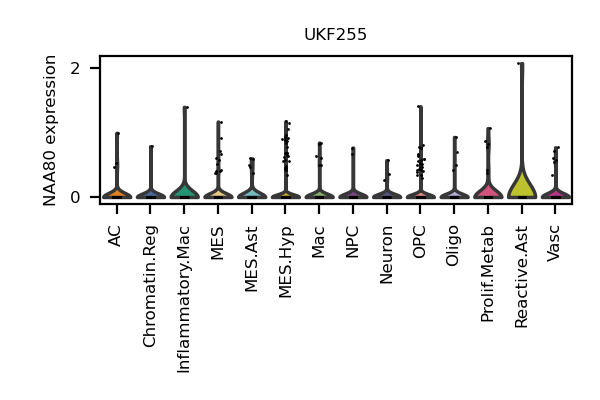 UKF255
NAA80 expression
2
0
AC
Chromatin.Reg
Inflammatory.Mac
MES
MES.Ast
MES.Hyp
Mac
NPC
Neuron
OPC
Oligo
Prolif.Metab
Reactive.Ast
Vasc